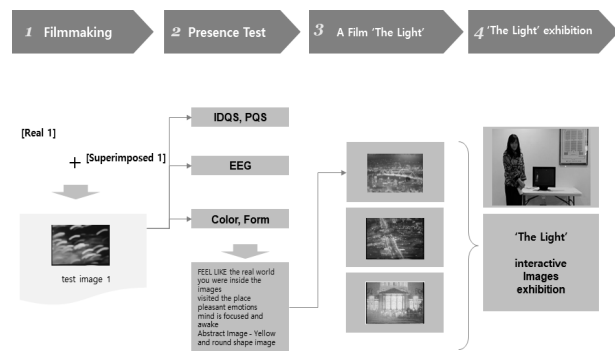 1 Filmmaking
2 Presence Test
3 A Film 'The Light'
4 'The Light' exhibition
[Real 1]
+ [Superimposed 1]
test image 1
IDQS, PQS
EEG
Color, Form
FEEL LIKE the real world
you were inside the
images
visited the place
pleasant emotions
mind is focused and
awake
Abstract Image - Yellow
and round shape image
'The Light'
interactive
Images
exhibition